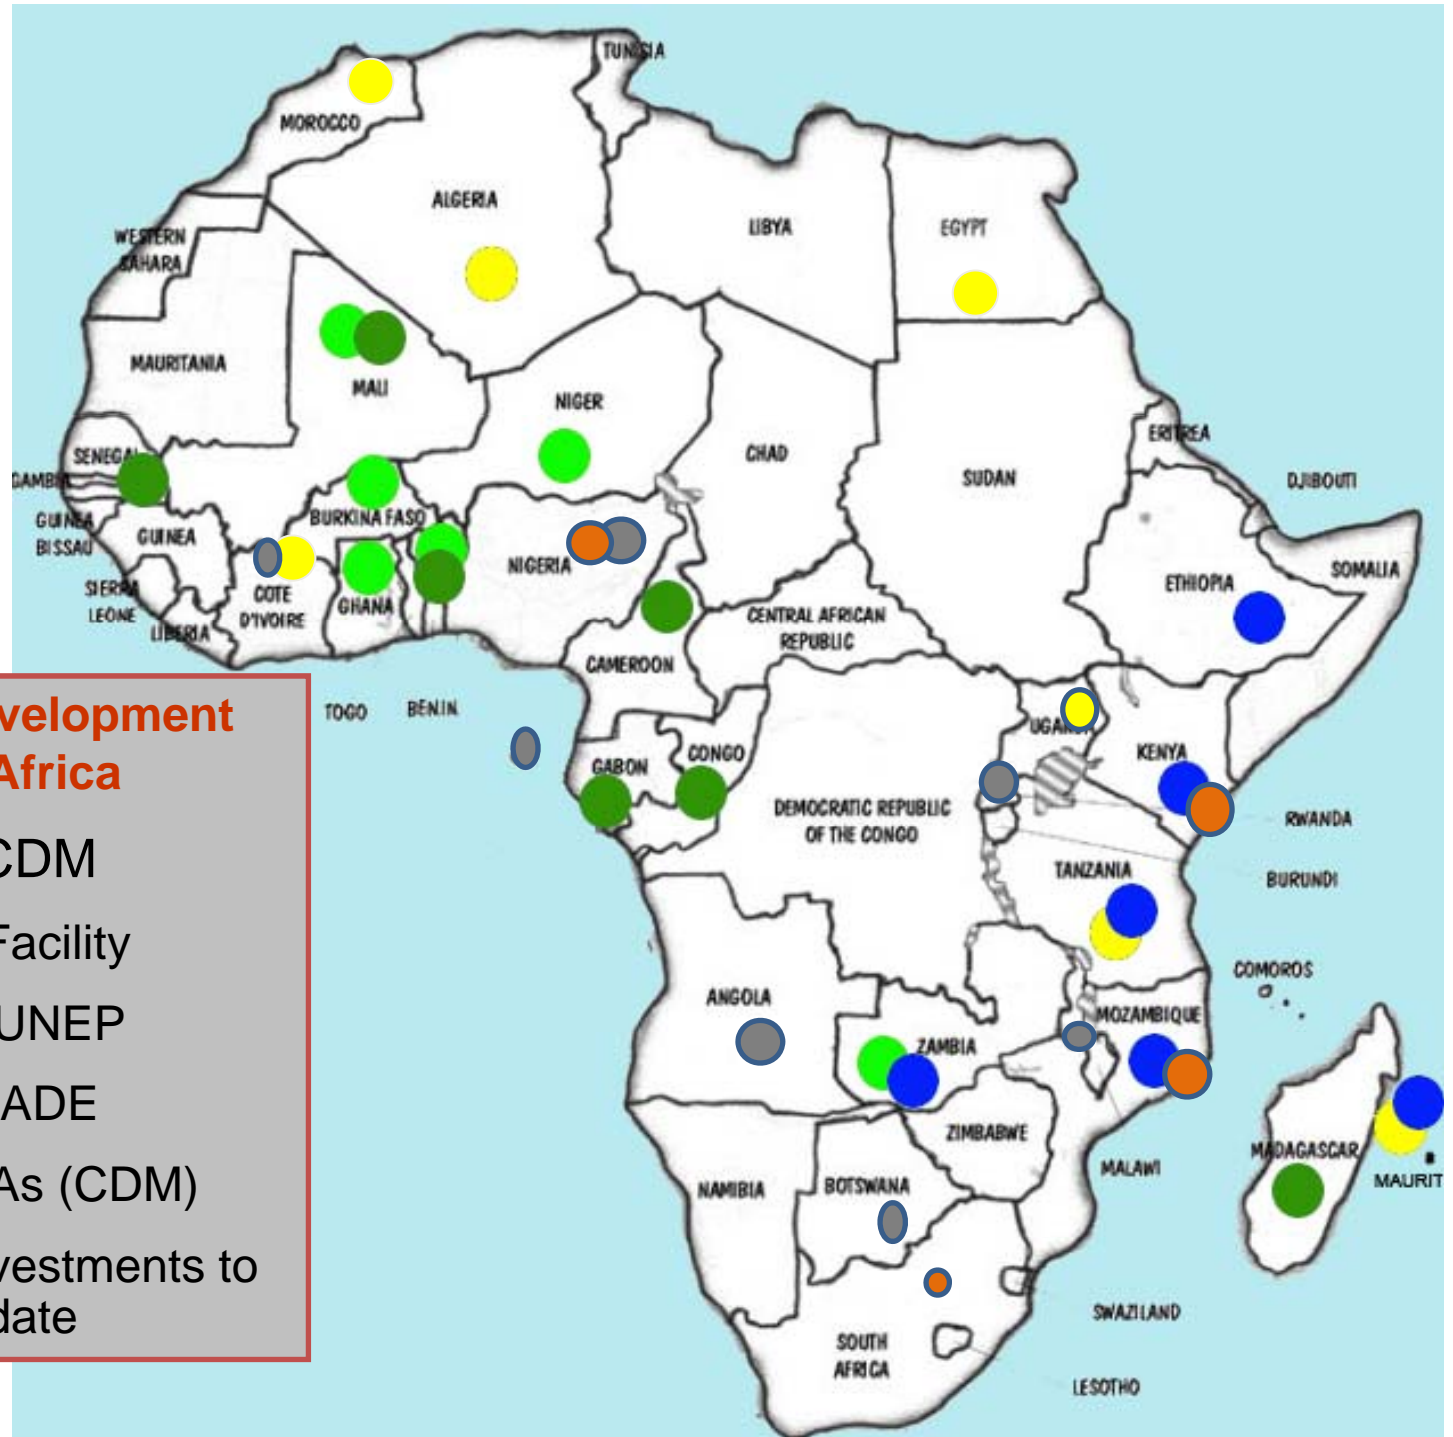 TUNISIA
MOROCCO
ALGERIA
LIBYA
EGYPT
WESTERN
SAHARA
MAURITANIA
MALI
NIGER
CHAD
SUDAN
ERITREA
DJIBOUTI
SENEGAL
GAMBIA
GUINEA
BISSAU
GUINEA
BURKINA FASO
NIGERIA
ETHIOPIA
SOMALIA
SIERRA
LEONE
LIBERIA
COTE
D'IVOIRE
GHANA
CENTRAL AFRICAN
REPUBLIC
CAMEROON
TOGO
BENIN
UGANDA
KENYA
GABON
CONGO
DEMOCRATIC REPUBLIC
OF THE CONGO
RWANDA
BURUNDI
TANZANIA
COMOROS
ANGOLA
MOZAMBIQUE
ZAMBIA
ZIMBABWE
MALAWI
MADAGASCAR
MAURIT
NAMIBIA
BOTSWANA
SWAZILAND
SOUTH
AFRICA
LESOTHO
velopment
Africa
CDM
Facility
UNEP
ADE
As (CDM)
vestments to
date